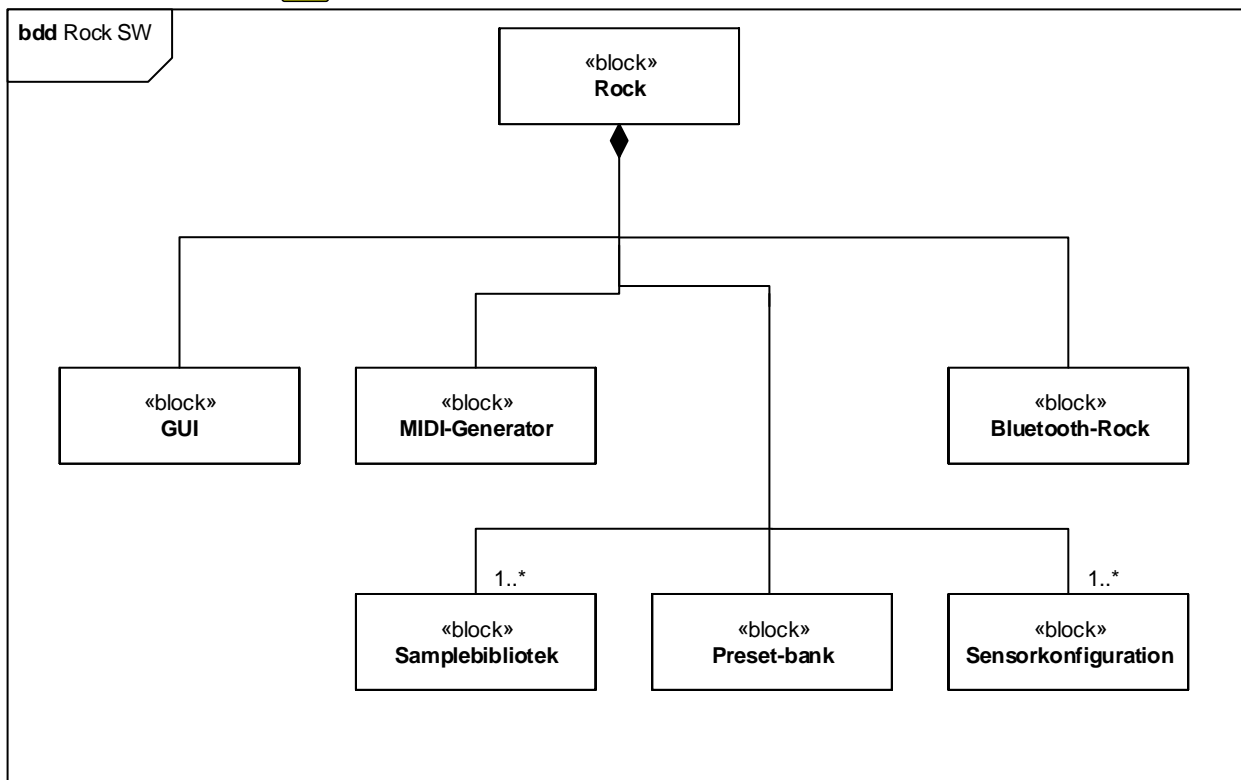 bdd Rock SW
«block»
Rock
«block»
GUI
«block»
MIDI-Generator
«block»
Bluetooth-Rock
1..*
1..*
«block»
Samplebibliotek
«block»
Preset-bank
«block»
Sensorkonfiguration